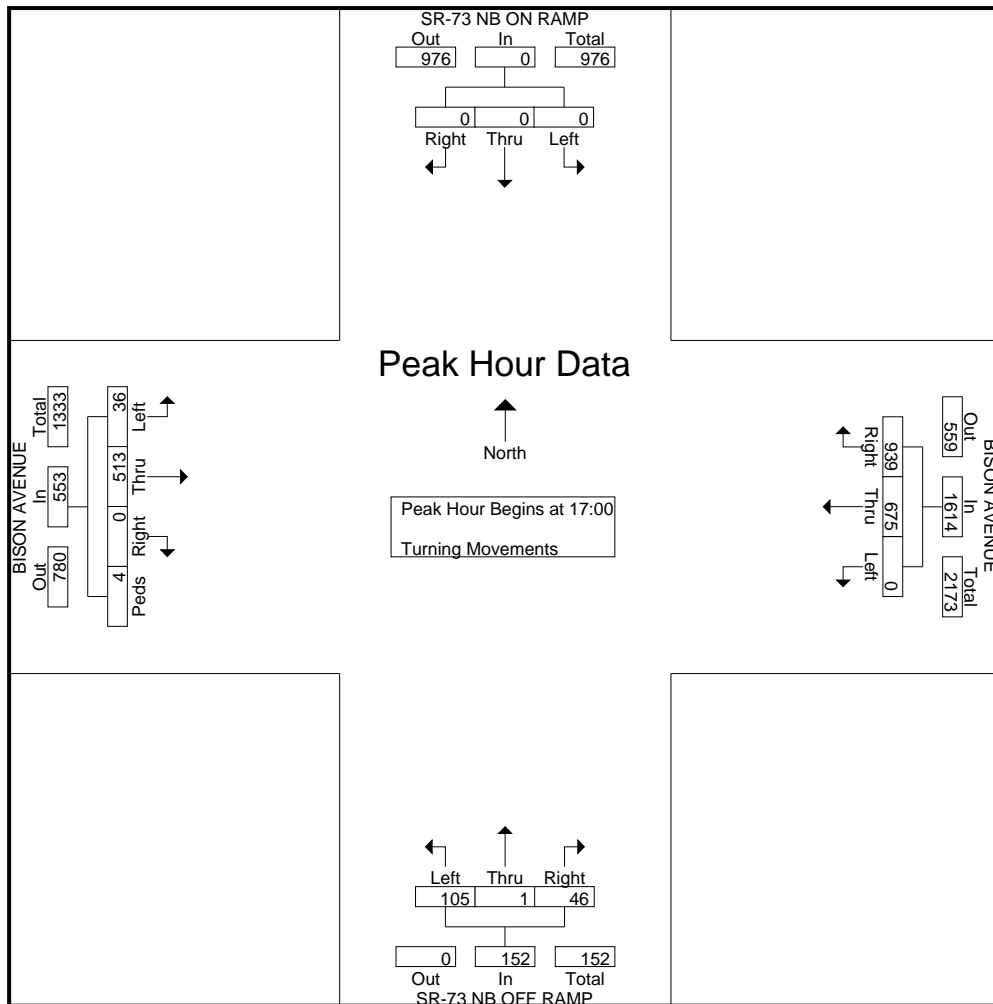 SR-73 NB ON RAMP
Out In Total
976 0 976
0 0 0
Right Thru Left
Peak Hour Data
North
Peak Hour Begins at 17:00
Turning Movements
BISON AVENUE
Total In Out
1333 553 780
36 513 0 4
Left Thru Right Peds
BISON AVENUE
Out In Total
559 1614 2173
939 675 0
Right Thru Left
Left Thru Right
105 1 46
0 152 152
Out In Total
SR-73 NB OFF RAMP